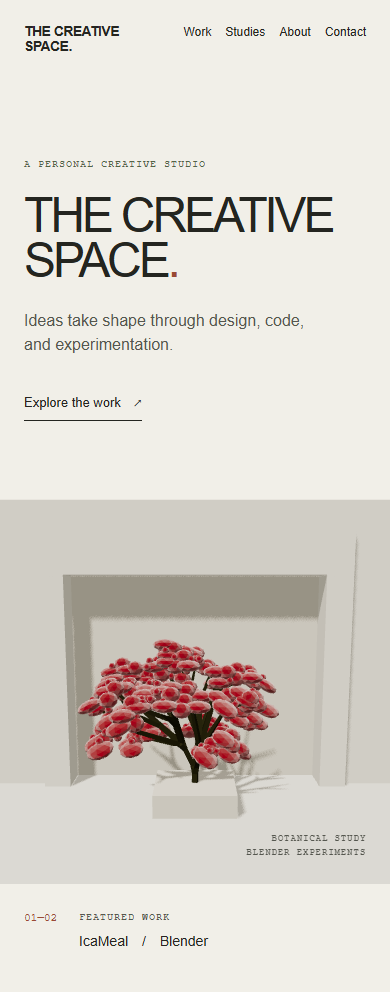 THE CREATIVE
SPACE.
Work Studies About Contact
A PERSONAL CREATIVE STUDIO
THE CREATIVE
SPACE.
Ideas take shape through design, code,
and experimentation.
Explore the work ↗
BOTANICAL STUDY
BLENDER EXPERIMENTS
01—02 FEATURED WORK
IcaMeal / Blender